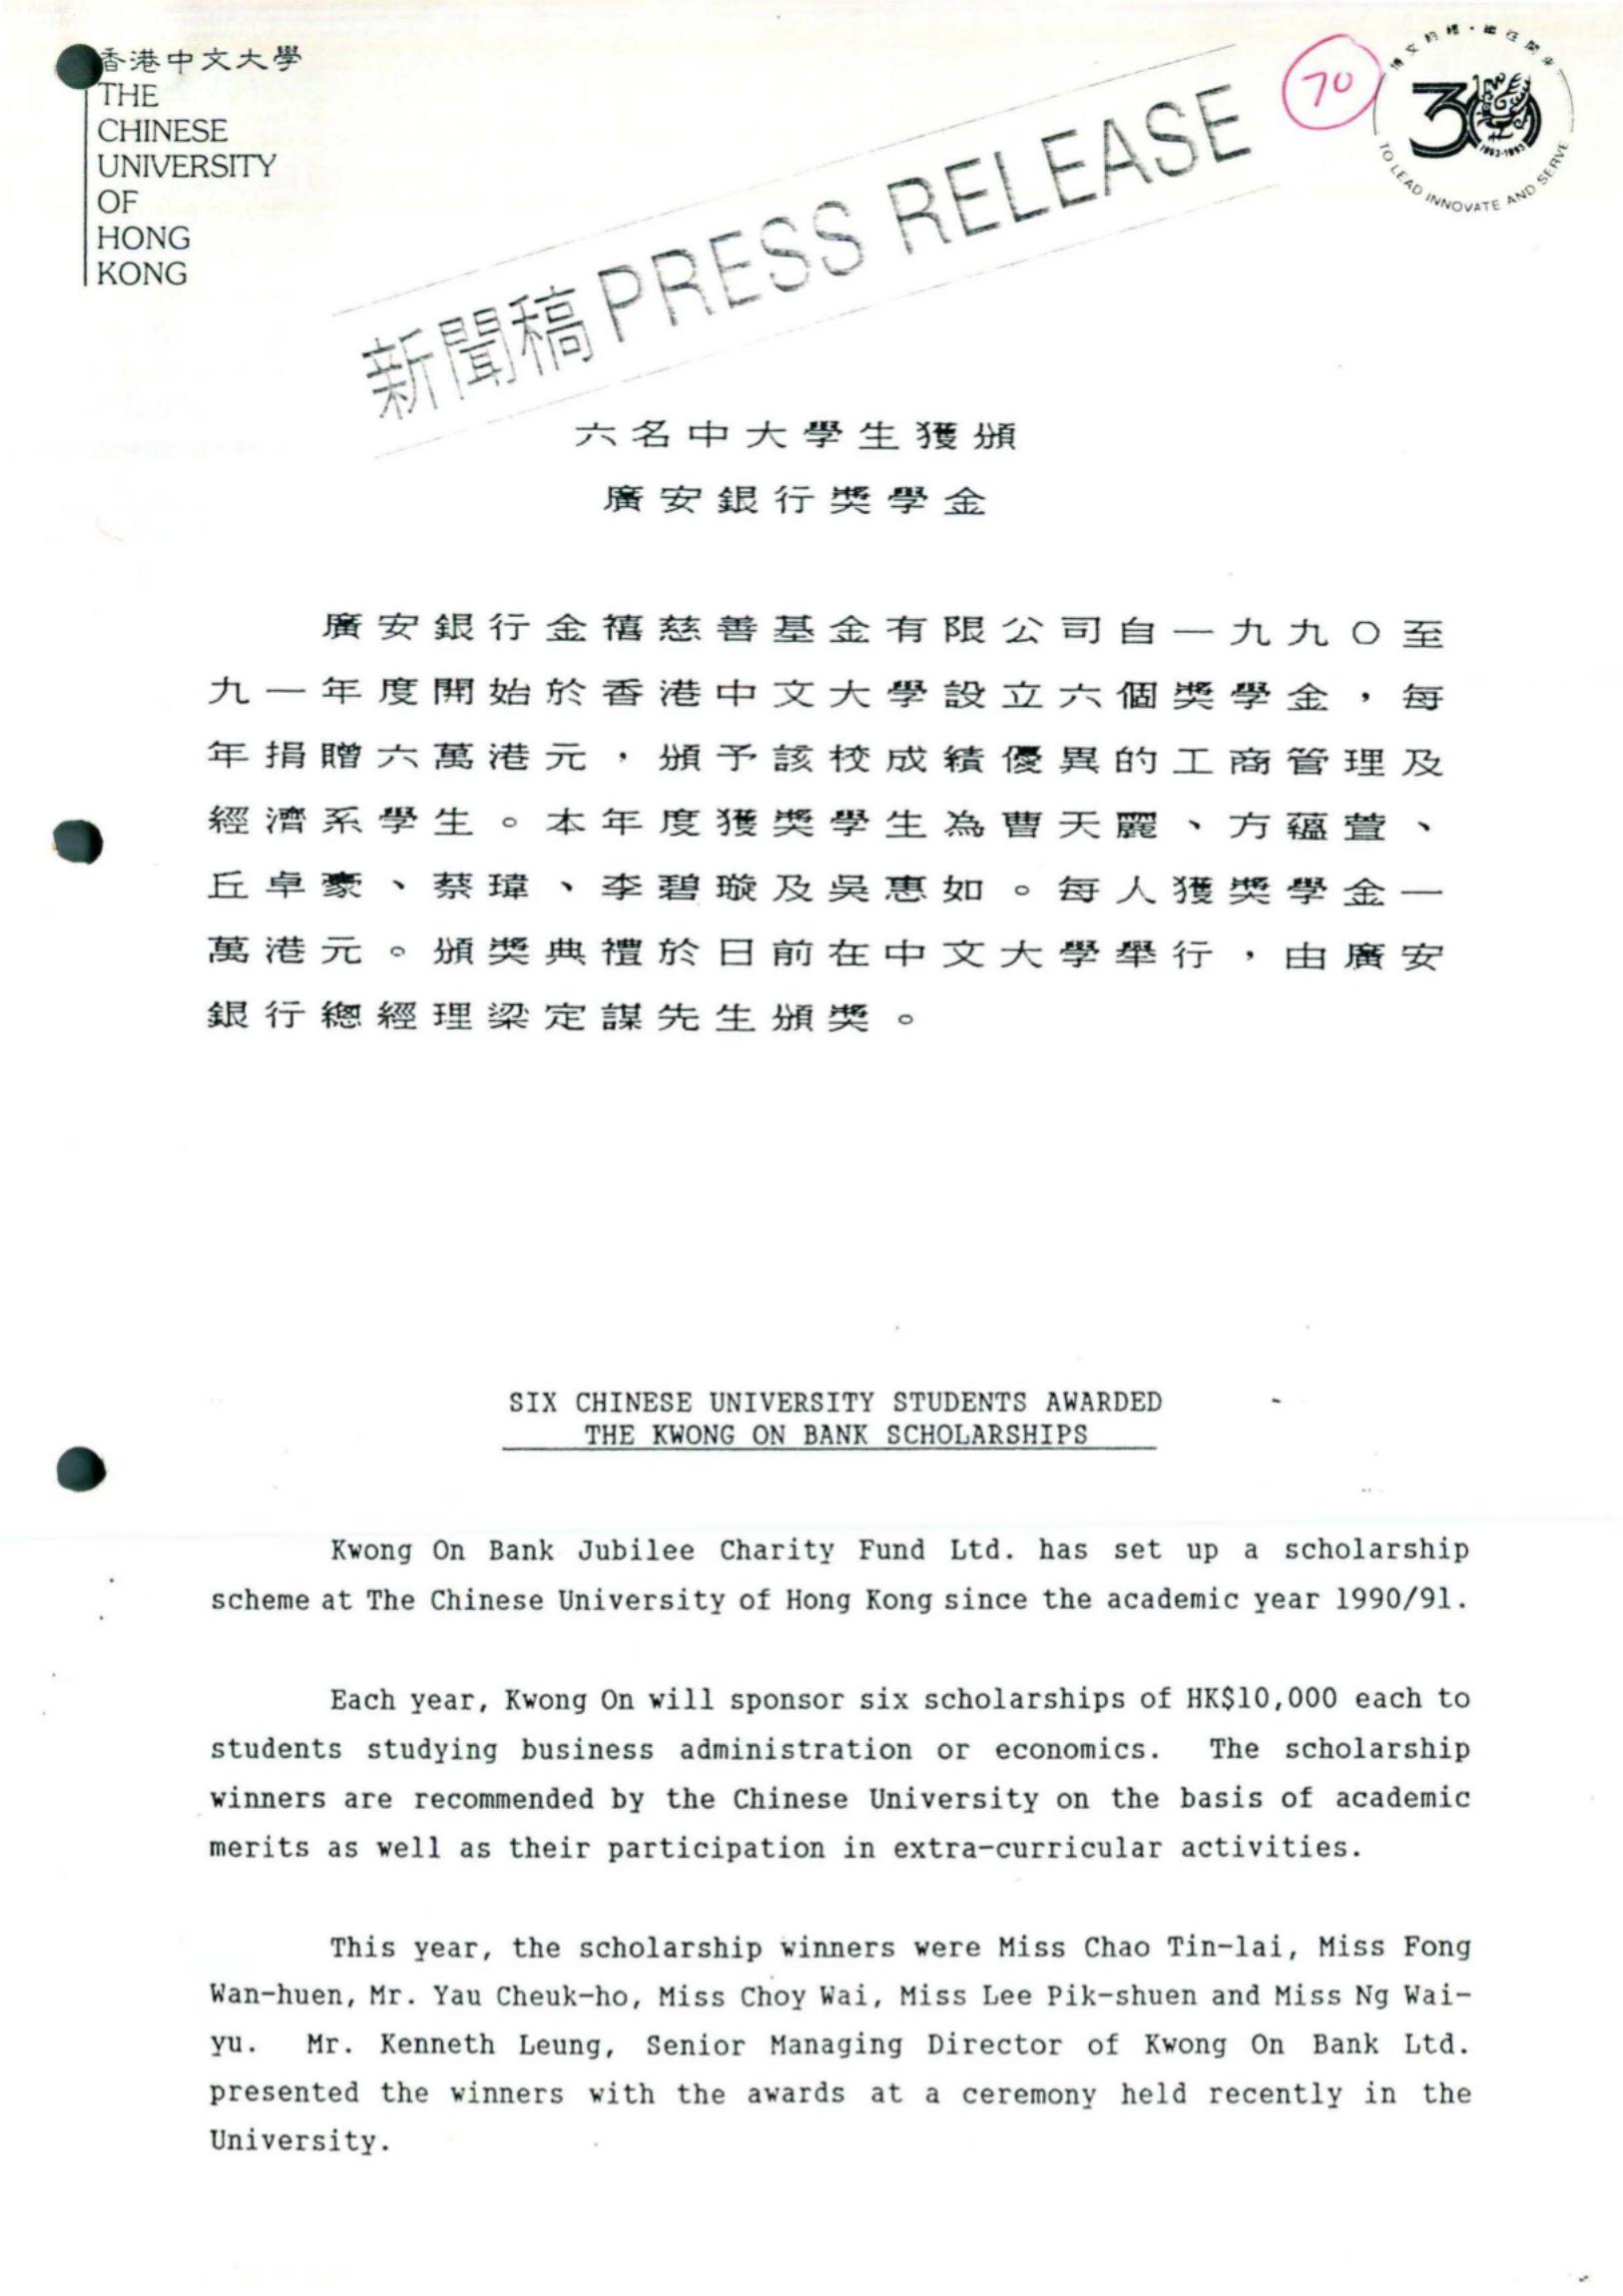 香港中文大學
THE
CHINESE
UNIVERSITY
OF
HONG
KONG
新聞稿 PRESS RELEASE
70
博文約禮・繼往開來
30
1963-1993
TO LEAD INNOVATE AND SERVE
六名中大學生獲頒
廣安銀行獎學金
廣安銀行金禧慈善基金有限公司自一九九〇至
九一年度開始於香港中文大學設立六個獎學金，每
年捐贈六萬港元，頒予該校成績優異的工商管理及
經濟系學生。本年度獲獎學生為曹天麗、方蘊萱、
丘卓豪、蔡瑋、李碧璇及吳惠如。每人獲獎學金一
萬港元。頒獎典禮於日前在中文大學舉行，由廣安
銀行總經理梁定謀先生頒獎。
SIX CHINESE UNIVERSITY STUDENTS AWARDED
THE KWONG ON BANK SCHOLARSHIPS
Kwong On Bank Jubilee Charity Fund Ltd. has set up a scholarship
scheme at The Chinese University of Hong Kong since the academic year 1990/91.
Each year, Kwong On will sponsor six scholarships of HK$10,000 each to
students studying business administration or economics. The scholarship
winners are recommended by the Chinese University on the basis of academic
merits as well as their participation in extra-curricular activities.
This year, the scholarship winners were Miss Chao Tin-lai, Miss Fong
Wan-huen, Mr. Yau Cheuk-ho, Miss Choy Wai, Miss Lee Pik-shuen and Miss Ng Wai-
yu. Mr. Kenneth Leung, Senior Managing Director of Kwong On Bank Ltd.
presented the winners with the awards at a ceremony held recently in the
University.